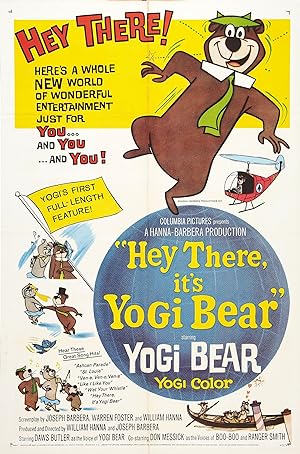 HEY THERE!
HERE'S A WHOLE
NEW WORLD
OF WONDERFUL
ENTERTAINMENT
JUST FOR
YOU...
AND YOU
...AND YOU!
YOGI'S FIRST
FULL-LENGTH
FEATURE!
COLUMBIA PICTURES presents
A HANNA-BARBERA PRODUCTION
"Hey There,
it's
YOGI BEAR"
starring
YOGI BEAR
YOGI COLOR
Hear These
Great Song Hits!
"Ashcan Parade"
"St. Louie"
"Ven-e, Ven-o, Ven-a"
"Like I Like You"
"Wet Your Whistle"
"Hey There,
It's Yogi Bear"
Screenplay by JOSEPH BARBERA, WARREN FOSTER and WILLIAM HANNA
Produced and Directed by WILLIAM HANNA and JOSEPH BARBERA
Starring DAWS BUTLER as the Voice of YOGI BEAR Co-starring DON MESSICK as the Voices of BOO-BOO and RANGER SMITH